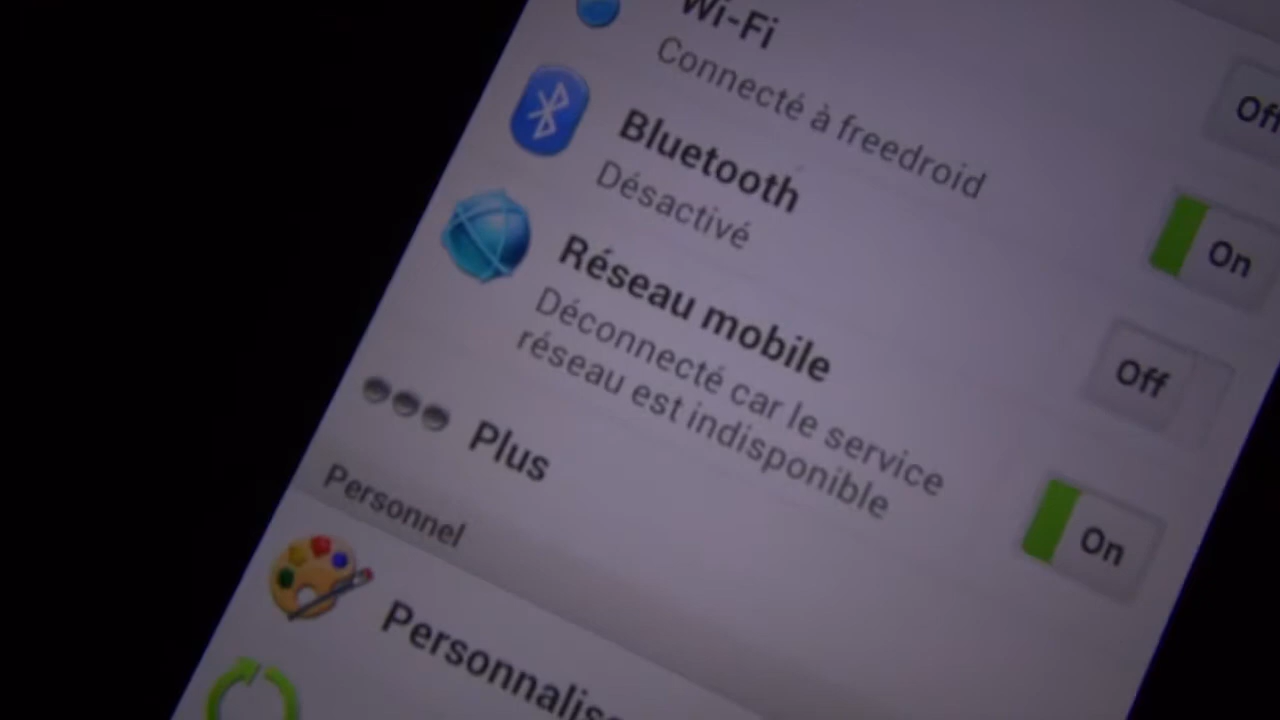 Wi-Fi
Connecté à freedroid
Off
Bluetooth
Désactivé
On
Réseau mobile
Déconnecté car le service
réseau est indisponible
Off
Plus
On
Personnel
Personnalise